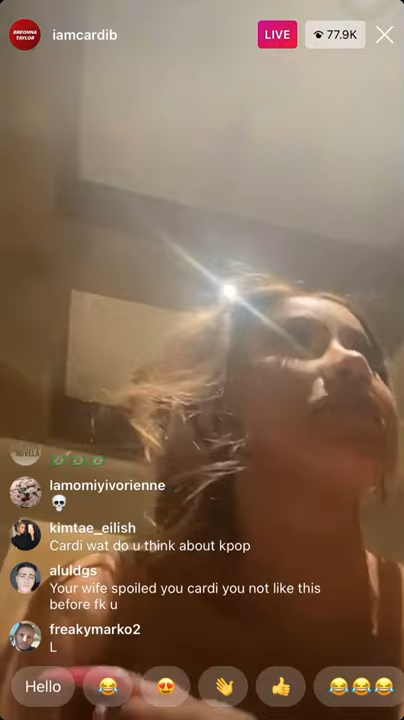 BREONNA
TAYLOR
iamcardib
LIVE
77.9K
NOVELA
lamomiyivorienne
kimtae_eilish
Cardi wat do u think about kpop
aluldgs
Your wife spoiled you cardi you not like this
before fk u
freakymarko2
L
Hello